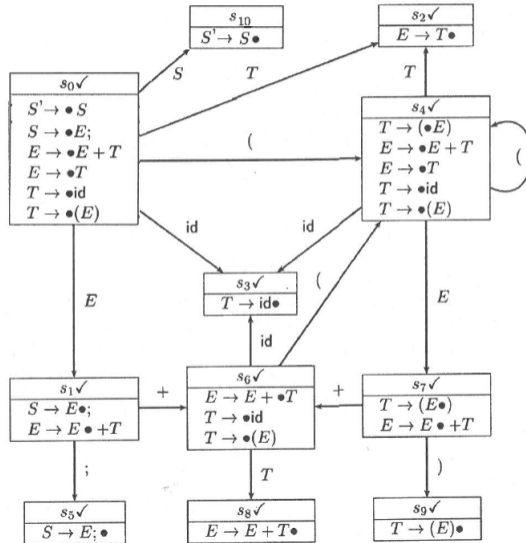 s10
S' → S●
s2✓
E → T●
s0✓
S' → ● S
S → ●E;
E → ●E + T
E → ●T
T → ●id
T → ●(E)
S
T
T
s4✓
T → (●E)
E → ●E + T
E → ●T
T → ●id
T → ●(E)
(
(
id
id
s3✓
T → id●
(
E
E
id
s1✓
S → E●;
E → E● +T
+
s6✓
E → E + ●T
T → ●id
T → ●(E)
+
s7✓
T → (E●)
E → E● +T
;
T
)
s5✓
S → E; ●
s8✓
E → E + T●
s9✓
T → (E)●